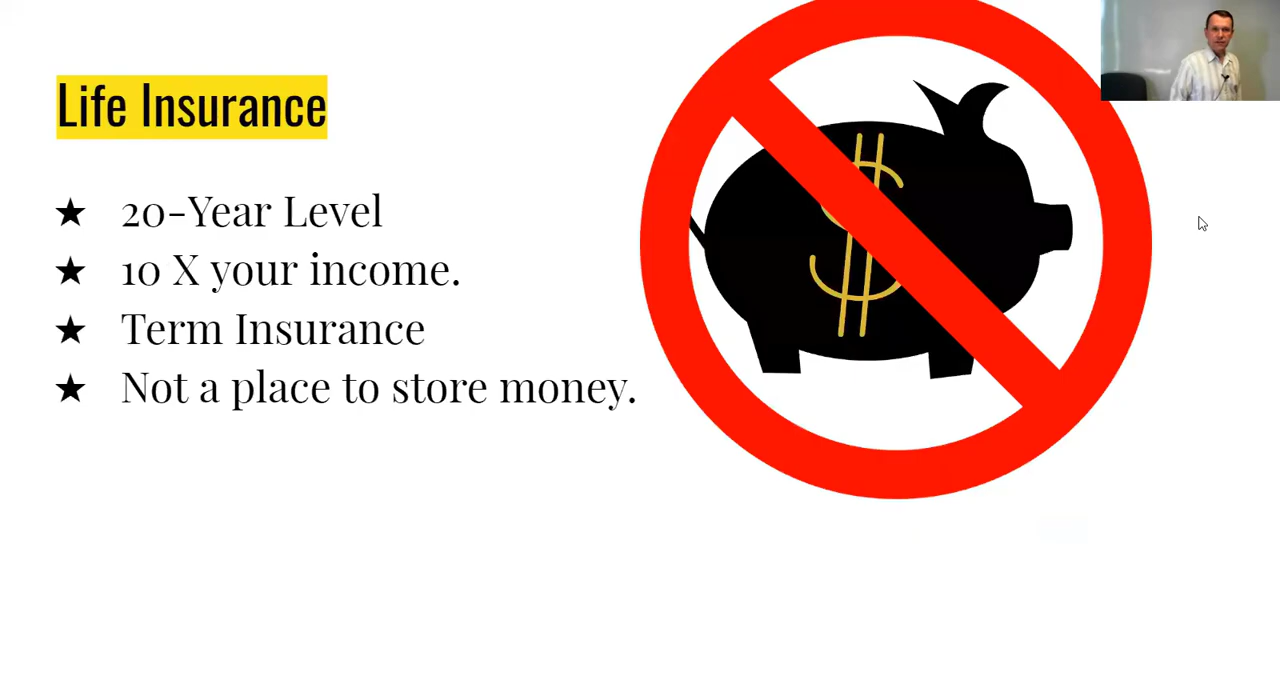 Life Insurance
★ 20-Year Level
★ 10 X your income.
★ Term Insurance
★ Not a place to store money.
$